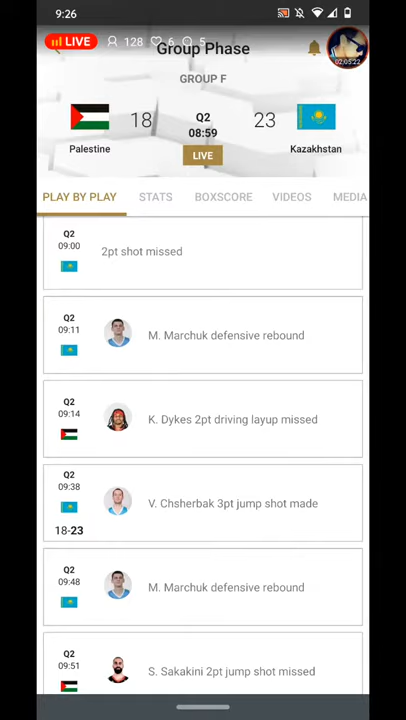 9:26
LIVE 128 6 5
Group Phase
02:05:22
GROUP F
18 Q2 23
08:59
Palestine LIVE Kazakhstan
PLAY BY PLAY STATS BOXSCORE VIDEOS MEDIA
Q2
09:00 2pt shot missed
Q2
09:11 M. Marchuk defensive rebound
Q2
09:14 K. Dykes 2pt driving layup missed
Q2
09:38 V. Chsherbak 3pt jump shot made
18-23
Q2
09:48 M. Marchuk defensive rebound
Q2
09:51 S. Sakakini 2pt jump shot missed